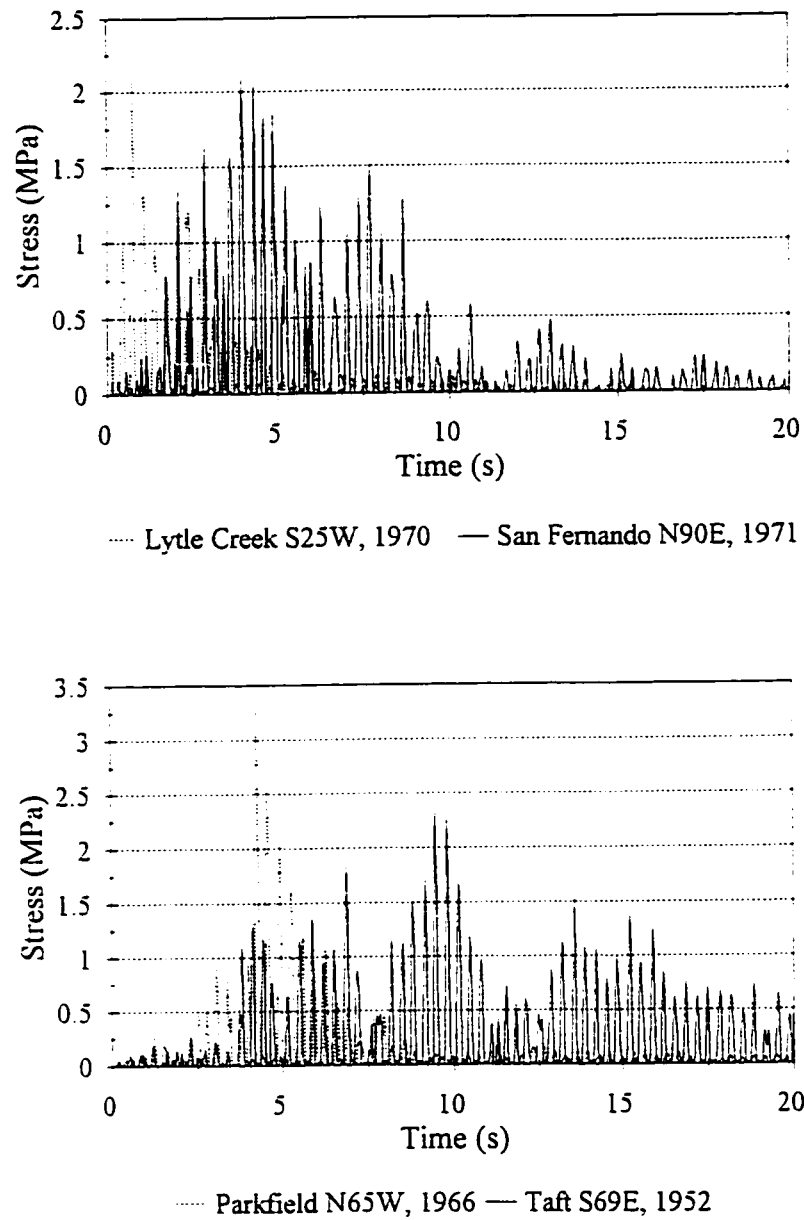 2.5
2
1.5
1
0.5
0
Stress (MPa)
0 5 10 15 20
Time (s)
Lytle Creek S25W, 1970 San Fernando N90E, 1971
3.5
3
2.5
2
1.5
1
0.5
0
Stress (MPa)
0 5 10 15 20
Time (s)
Parkfield N65W, 1966 Taft S69E, 1952